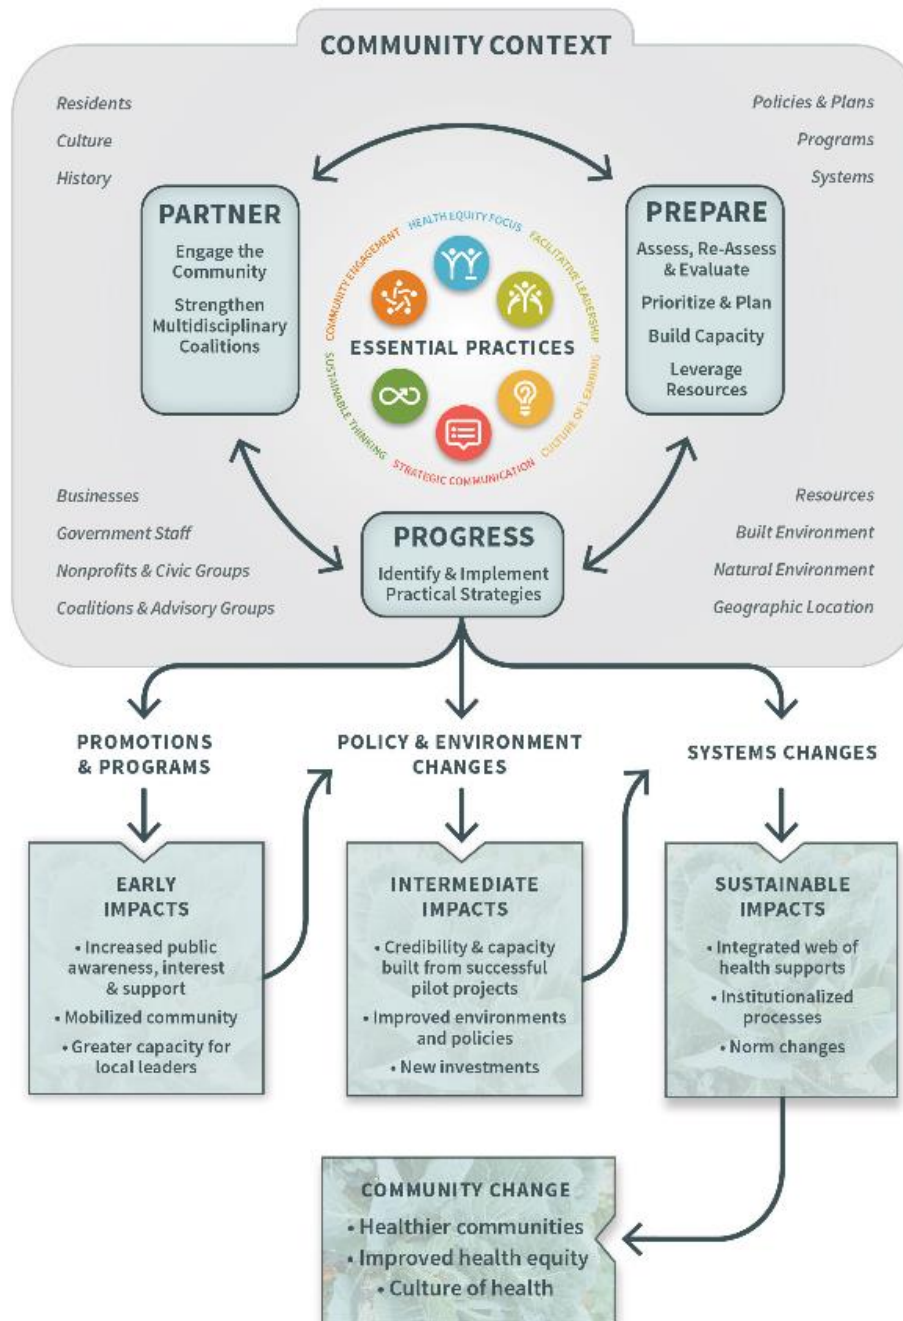 COMMUNITY CONTEXT
Residents
Culture
History
Policies & Plans
Programs
Systems
PARTNER
Engage the
Community
Strengthen
Multidisciplinary
Coalitions
HEALTH EQUITY FOCUS
FACILITATIVE LEADERSHIP
CULTURE OF LEARNING
STRATEGIC COMMUNICATION
SUSTAINABLE THINKING
COMMUNITY ENGAGEMENT
ESSENTIAL PRACTICES
PREPARE
Assess, Re-Assess
& Evaluate
Prioritize & Plan
Build Capacity
Leverage
Resources
Businesses
Government Staff
Nonprofits & Civic Groups
Coalitions & Advisory Groups
PROGRESS
Identify & Implement
Practical Strategies
Resources
Built Environment
Natural Environment
Geographic Location
PROMOTIONS
& PROGRAMS
POLICY & ENVIRONMENT
CHANGES
SYSTEMS CHANGES
EARLY
IMPACTS
• Increased public
awareness, interest
& support
• Mobilized community
• Greater capacity for
local leaders
INTERMEDIATE
IMPACTS
• Credibility & capacity
built from successful
pilot projects
• Improved environments
and policies
• New investments
SUSTAINABLE
IMPACTS
• Integrated web of
health supports
• Institutionalized
processes
• Norm changes
COMMUNITY CHANGE
• Healthier communities
• Improved health equity
• Culture of health